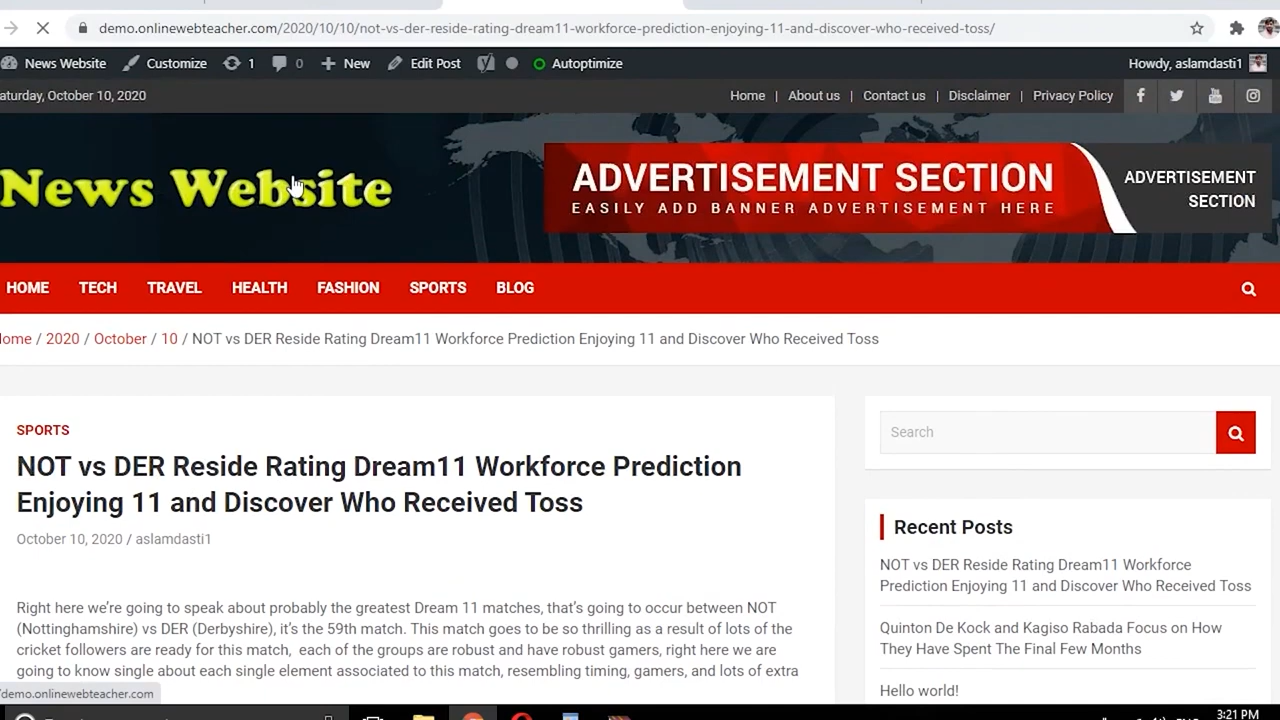 demo.onlinewebteacher.com/2020/10/10/not-vs-der-reside-rating-dream11-workforce-prediction-enjoying-11-and-discover-who-received-toss/
News Website Customize 1 0 New Edit Post Autoptimize Howdy, aslamdasti1
aturday, October 10, 2020 Home | About us | Contact us | Disclaimer | Privacy Policy
News Website
ADVERTISEMENT SECTION
EASILY ADD BANNER ADVERTISEMENT HERE
ADVERTISEMENT
SECTION
HOME TECH TRAVEL HEALTH FASHION SPORTS BLOG
ome / 2020 / October / 10 / NOT vs DER Reside Rating Dream11 Workforce Prediction Enjoying 11 and Discover Who Received Toss
SPORTS
NOT vs DER Reside Rating Dream11 Workforce Prediction
Enjoying 11 and Discover Who Received Toss
October 10, 2020 / aslamdasti1
Right here we're going to speak about probably the greatest Dream 11 matches, that's going to occur between NOT
(Nottinghamshire) vs DER (Derbyshire), it's the 59th match. This match goes to be so thrilling as a result of lots of the
cricket followers are ready for this match, each of the groups are robust and have robust gamers, right here we are
going to know single about each single element associated to this match, resembling timing, gamers, and lots of extra
Search
Recent Posts
NOT vs DER Reside Rating Dream11 Workforce
Prediction Enjoying 11 and Discover Who Received Toss
Quinton De Kock and Kagiso Rabada Focus on How
They Have Spent The Final Few Months
Hello world!
/demo.onlinewebteacher.com
3:21 PM